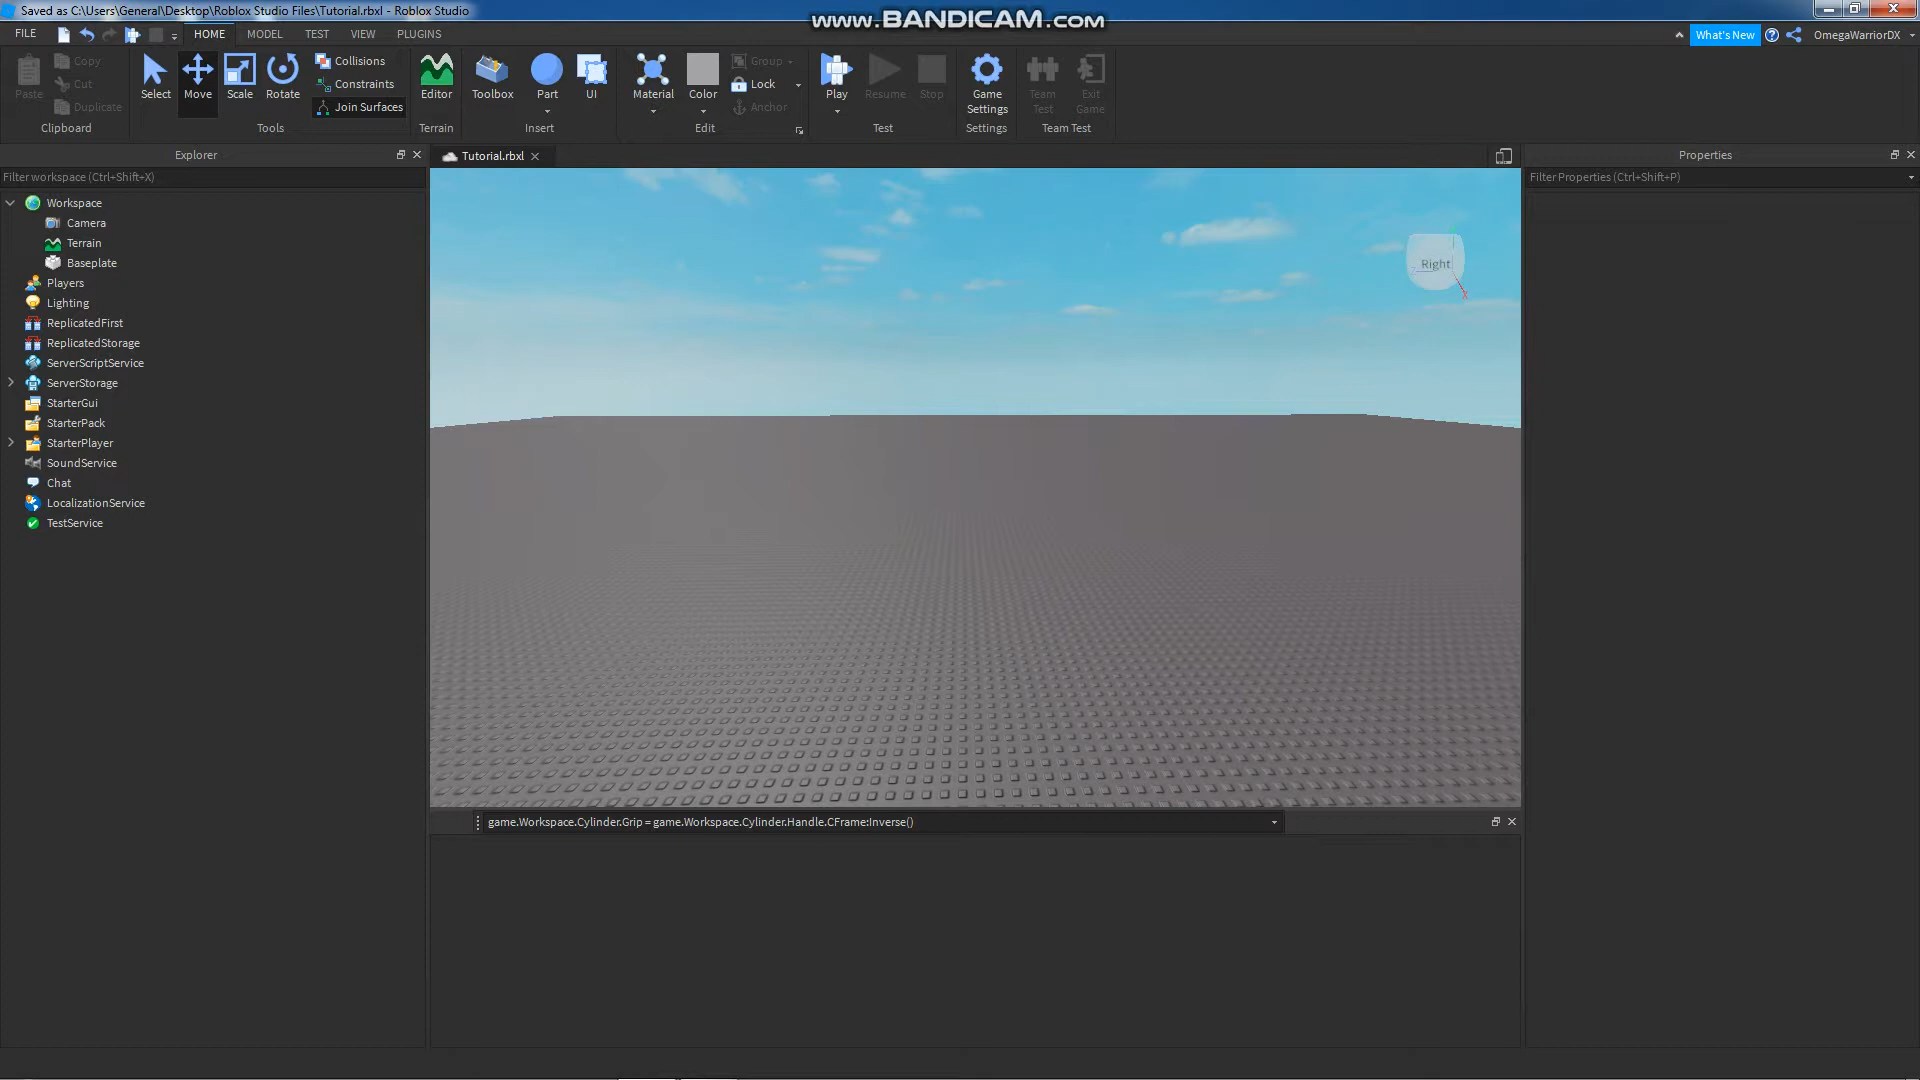 Saved as C:\Users\General\Desktop\Roblox Studio Files\Tutorial.rbxl - Roblox Studio
www.BANDICAM.com
FILE HOME MODEL TEST VIEW PLUGINS What's New OmegaWarriorDX
Paste
Copy
Cut
Duplicate
Clipboard
Select
Move
Scale
Rotate
Collisions
Constraints
Join Surfaces
Tools
Editor
Terrain
Toolbox
Part
UI
Insert
Material
Color
Group
Lock
Anchor
Edit
Play
Resume
Stop
Test
Game
Settings
Settings
Team
Test
Exit
Game
Team Test
Explorer
Filter workspace (Ctrl+Shift+X)
Workspace
Camera
Terrain
Baseplate
Players
Lighting
ReplicatedFirst
ReplicatedStorage
ServerScriptService
ServerStorage
StarterGui
StarterPack
StarterPlayer
SoundService
Chat
LocalizationService
TestService
Tutorial.rbxl
Right
X
game.Workspace.Cylinder.Grip = game.Workspace.Cylinder.Handle.CFrame:Inverse()
Properties
Filter Properties (Ctrl+Shift+P)